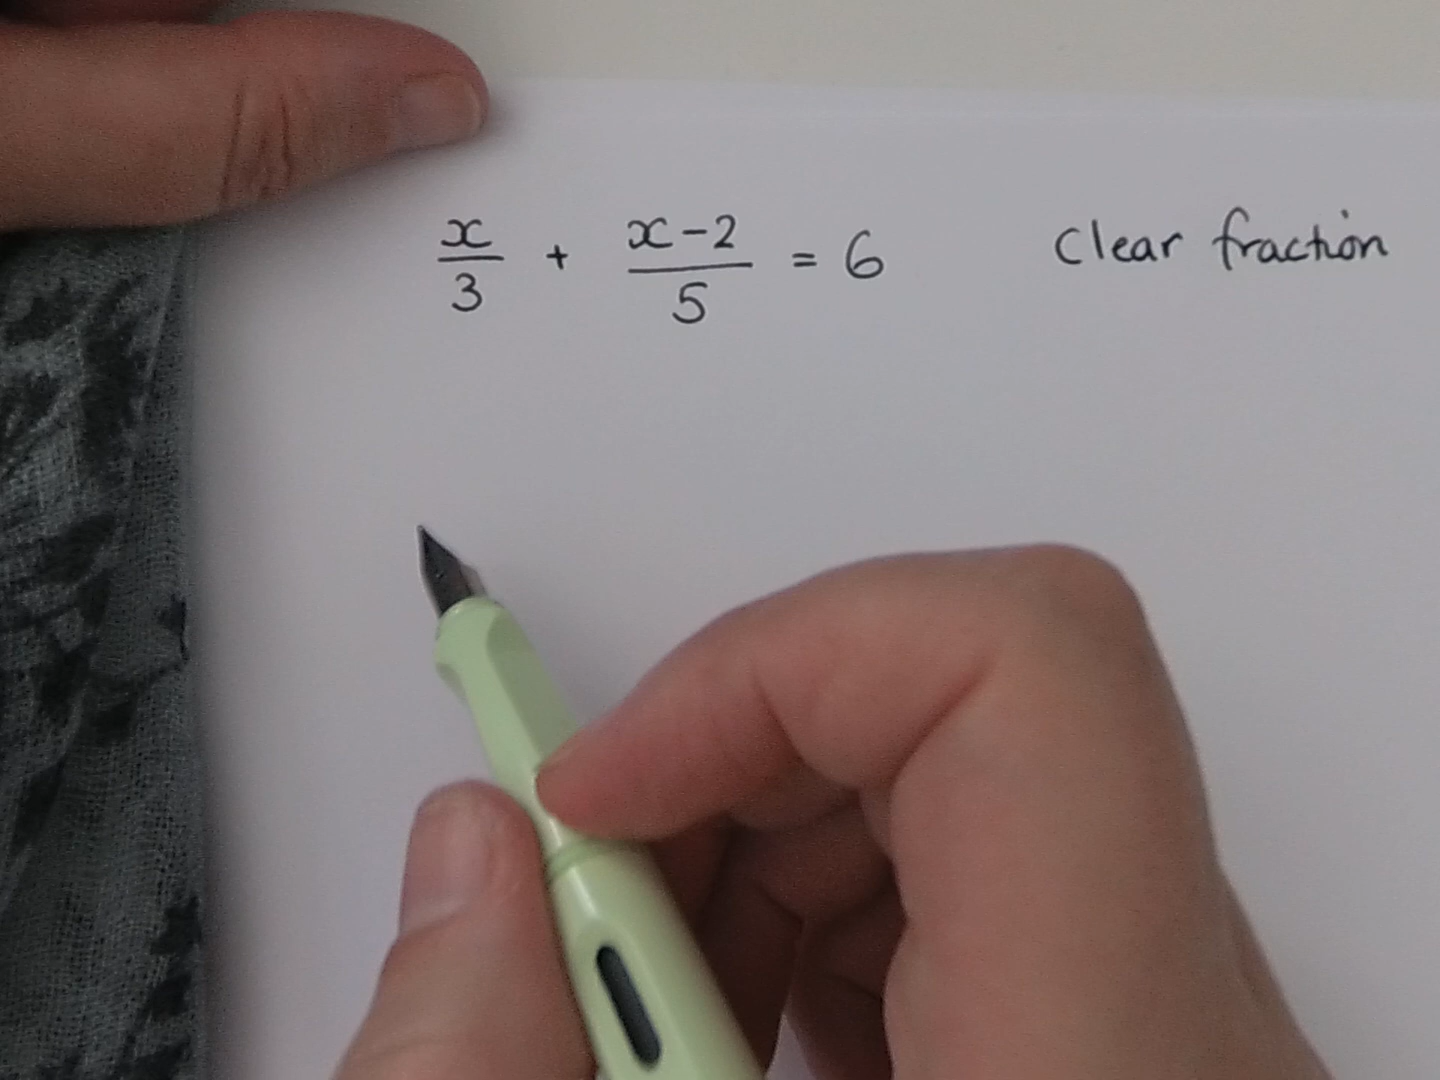 x/3 + (x-2)/5 = 6 Clear fraction